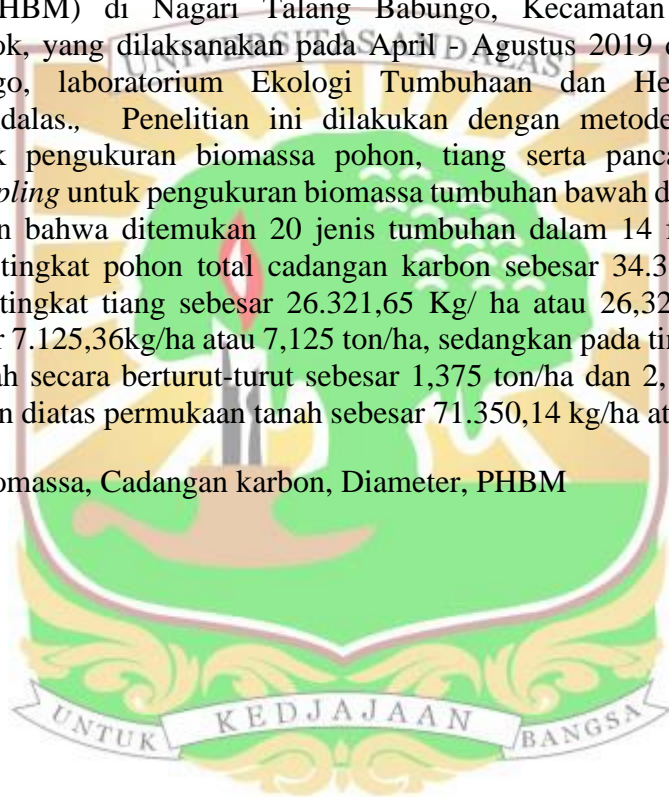 PHBM) di Nagari Talang Babungo, Kecamatan
ok, yang dilaksanakan pada April - Agustus 2019
go, laboratorium Ekologi Tumbuhaan dan He
dalas., Penelitian ini dilakukan dengan metode
k pengukuran biomassa pohon, tiang serta panca
pling untuk pengukuran biomassa tumbuhan bawah d
n bahwa ditemukan 20 jenis tumbuhan dalam 14
tingkat pohon total cadangan karbon sebesar 34.3
tingkat tiang sebesar 26.321,65 Kg/ ha atau 26,32
r 7.125,36kg/ha atau 7,125 ton/ha, sedangkan pada tin
ah secara berturut-turut sebesar 1,375 ton/ha dan 2,
n diatas permukaan tanah sebesar 71.350,14 kg/ha at
omassa, Cadangan karbon, Diameter, PHBM
UNIVERSITAS ANDALAS
UNTUK KEDJAJAAN BANGSA